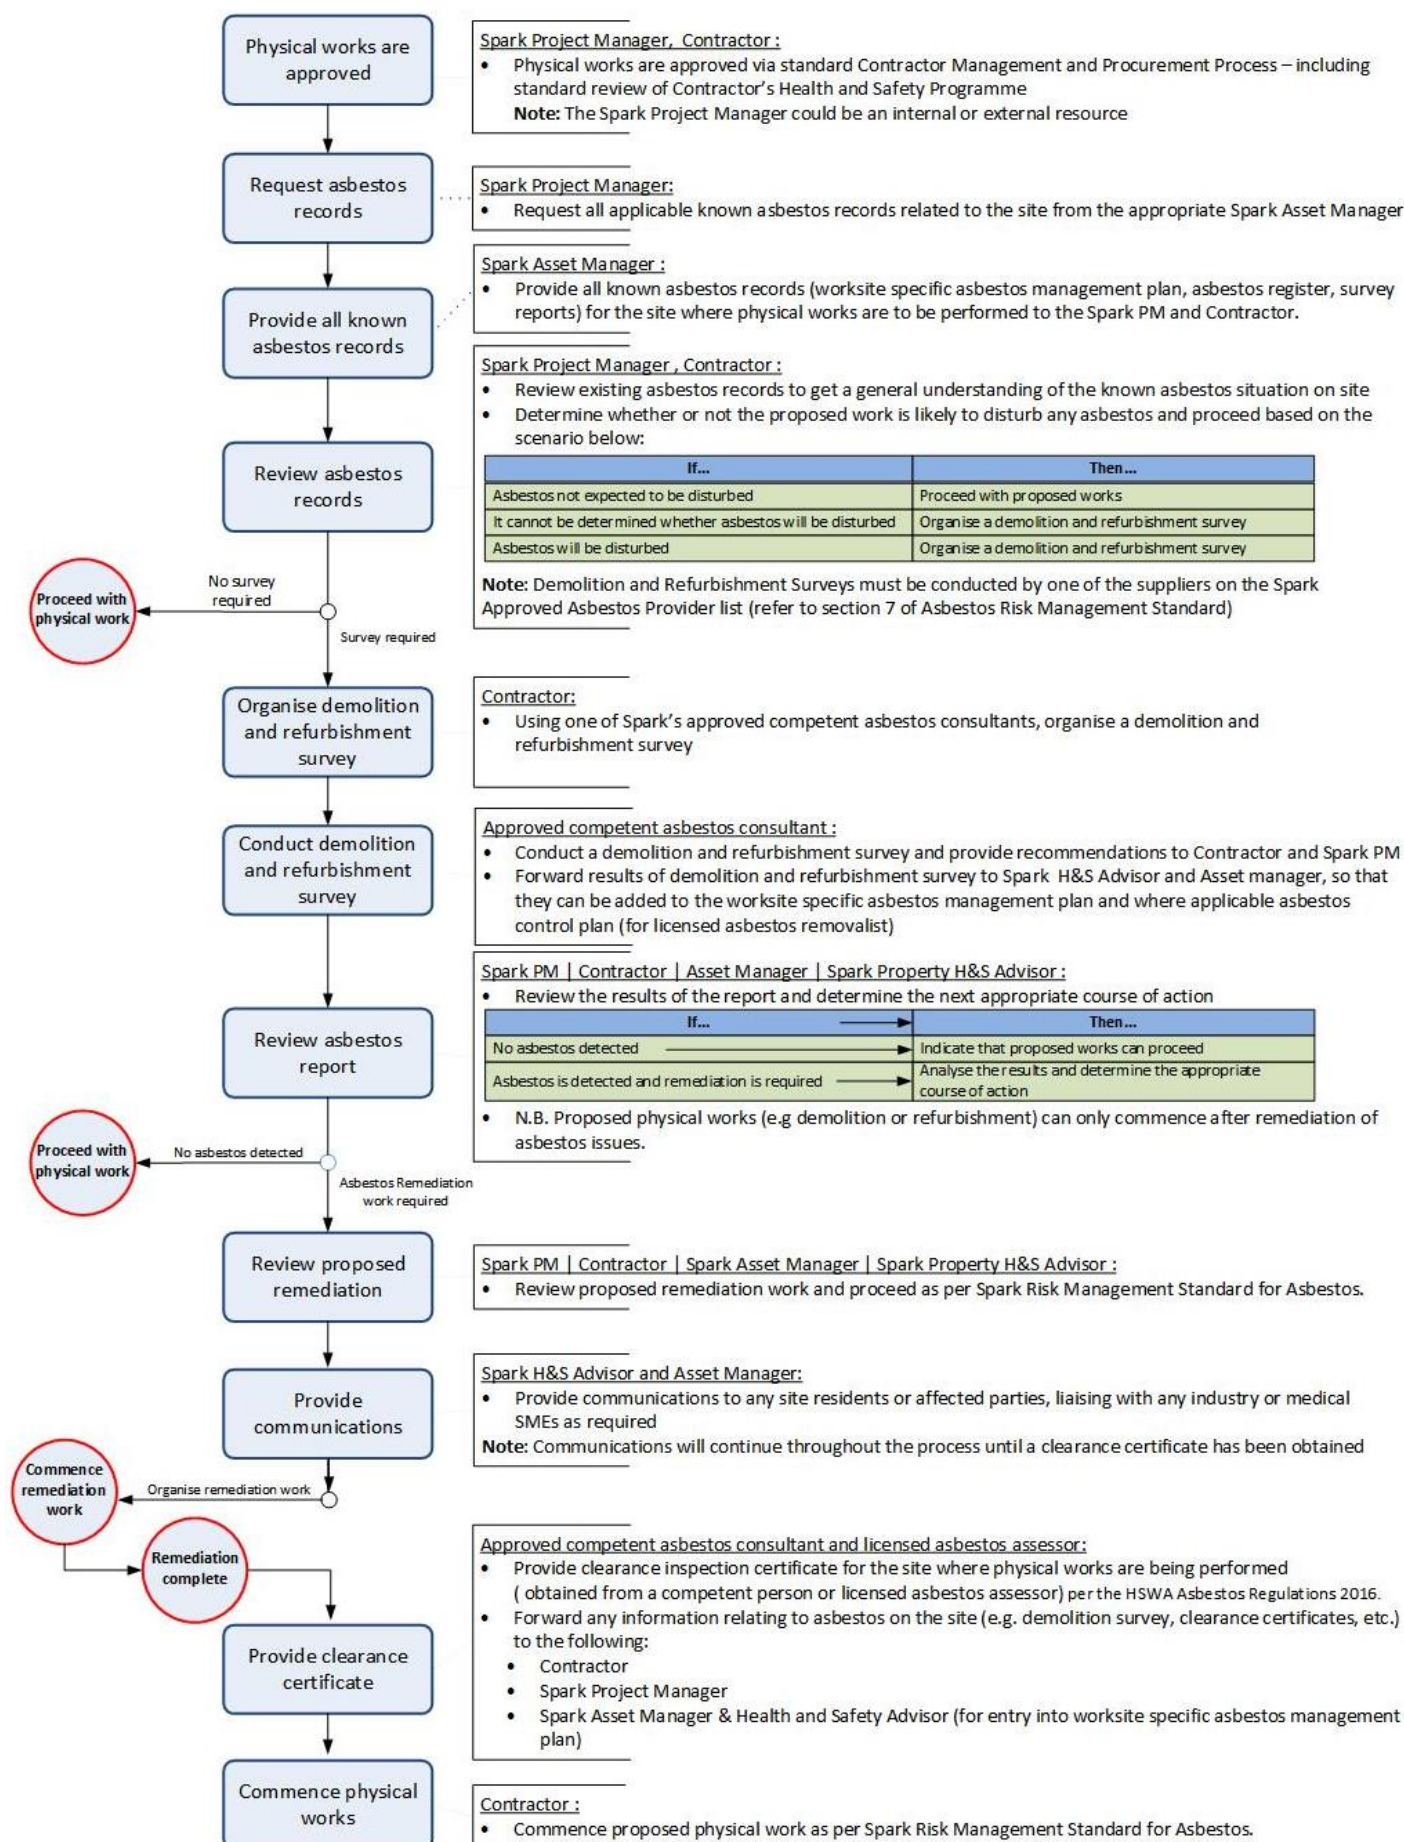 Physical works are
approved
Spark Project Manager,  Contractor :
• Physical works are approved via standard Contractor Management and Procurement Process – including
standard review of Contractor's Health and Safety Programme
Note: The Spark Project Manager could be an internal or external resource
Request asbestos
records
Spark Project Manager:
• Request all applicable known asbestos records related to the site from the appropriate Spark Asset Manager
Provide all known
asbestos records
Spark Asset Manager :
• Provide all known asbestos records (worksite specific asbestos management plan, asbestos register, survey
reports) for the site where physical works are to be performed to the Spark PM and Contractor.
Review asbestos
records
Spark Project Manager , Contractor :
• Review existing asbestos records to get a general understanding of the known asbestos situation on site
• Determine whether or not the proposed work is likely to disturb any asbestos and proceed based on the
scenario below:
If... Then...
Asbestos not expected to be disturbed Proceed with proposed works
It cannot be determined whether asbestos will be disturbed Organise a demolition and refurbishment survey
Asbestos will be disturbed Organise a demolition and refurbishment survey
Note: Demolition and Refurbishment Surveys must be conducted by one of the suppliers on the Spark
Approved Asbestos Provider list (refer to section 7 of Asbestos Risk Management Standard)
No survey
required
Proceed with
physical work
Survey required
Organise demolition
and refurbishment
survey
Contractor:
• Using one of Spark's approved competent asbestos consultants, organise a demolition and
refurbishment survey
Conduct demolition
and refurbishment
survey
Approved competent asbestos consultant :
• Conduct a demolition and refurbishment survey and provide recommendations to Contractor and Spark PM
• Forward results of demolition and refurbishment survey to Spark  H&S Advisor and Asset manager, so that
they can be added to the worksite specific asbestos management plan and where applicable asbestos
control plan (for licensed asbestos removalist)
Review asbestos
report
Spark PM | Contractor | Asset Manager | Spark Property H&S Advisor :
• Review the results of the report and determine the next appropriate course of action
If... Then...
No asbestos detected Indicate that proposed works can proceed
Asbestos is detected and remediation is required Analyse the results and determine the appropriate
course of action
• N.B. Proposed physical works (e.g demolition or refurbishment) can only commence after remediation of
asbestos issues.
Proceed with
physical work
No asbestos detected
Asbestos Remediation
work required
Review proposed
remediation
Spark PM | Contractor | Spark Asset Manager | Spark Property H&S Advisor :
• Review proposed remediation work and proceed as per Spark Risk Management Standard for Asbestos.
Provide
communications
Spark H&S Advisor and Asset Manager:
• Provide communications to any site residents or affected parties, liaising with any industry or medical
SMEs as required
Note: Communications will continue throughout the process until a clearance certificate has been obtained
Commence
remediation
work
Organise remediation work
Remediation
complete
Provide clearance
certificate
Approved competent asbestos consultant and licensed asbestos assessor:
• Provide clearance inspection certificate for the site where physical works are being performed
( obtained from a competent person or licensed asbestos assessor) per the HSWA Asbestos Regulations 2016.
• Forward any information relating to asbestos on the site (e.g. demolition survey, clearance certificates, etc.)
to the following:
• Contractor
• Spark Project Manager
• Spark Asset Manager & Health and Safety Advisor (for entry into worksite specific asbestos management
plan)
Commence physical
works
Contractor :
• Commence proposed physical work as per Spark Risk Management Standard for Asbestos.